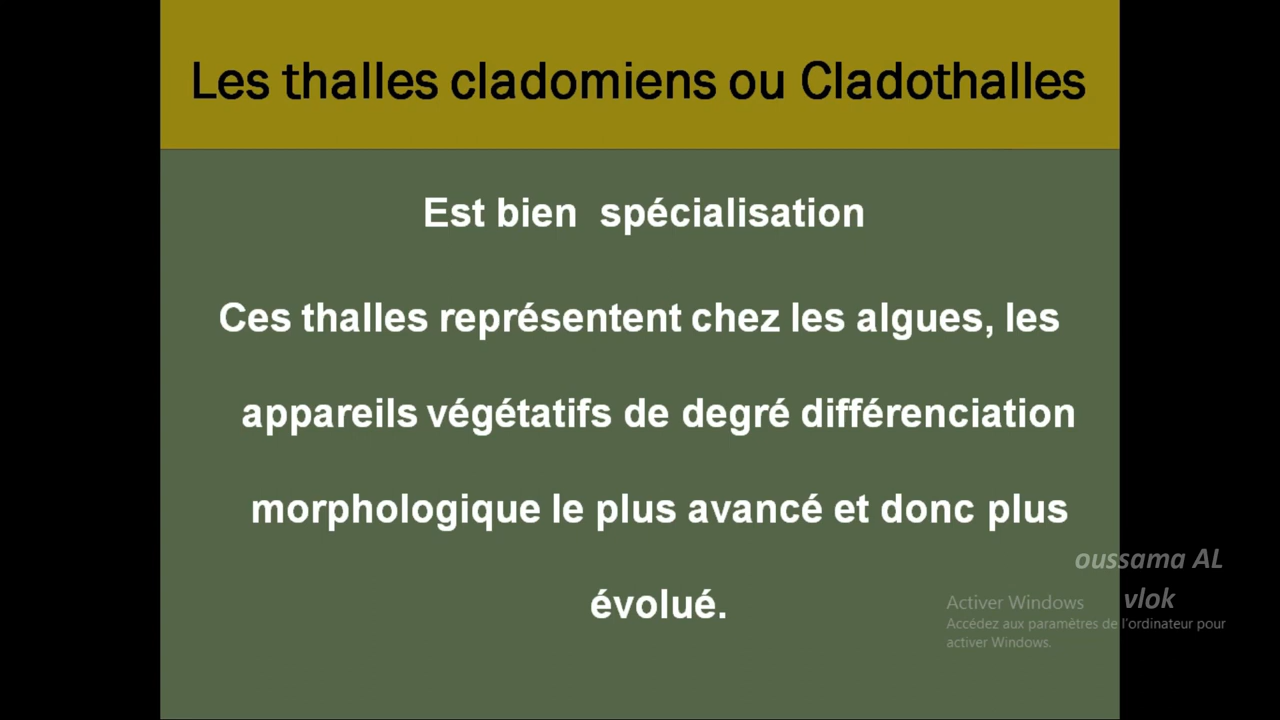 Les thalles cladomiens ou Cladothalles
Est bien spécialisation
Ces thalles représentent chez les algues, les
appareils végétatifs de degré différenciation
morphologique le plus avancé et donc plus
évolué.
oussama AL
vlok
Activer Windows
Accédez aux paramètres de l'ordinateur pour
activer Windows.